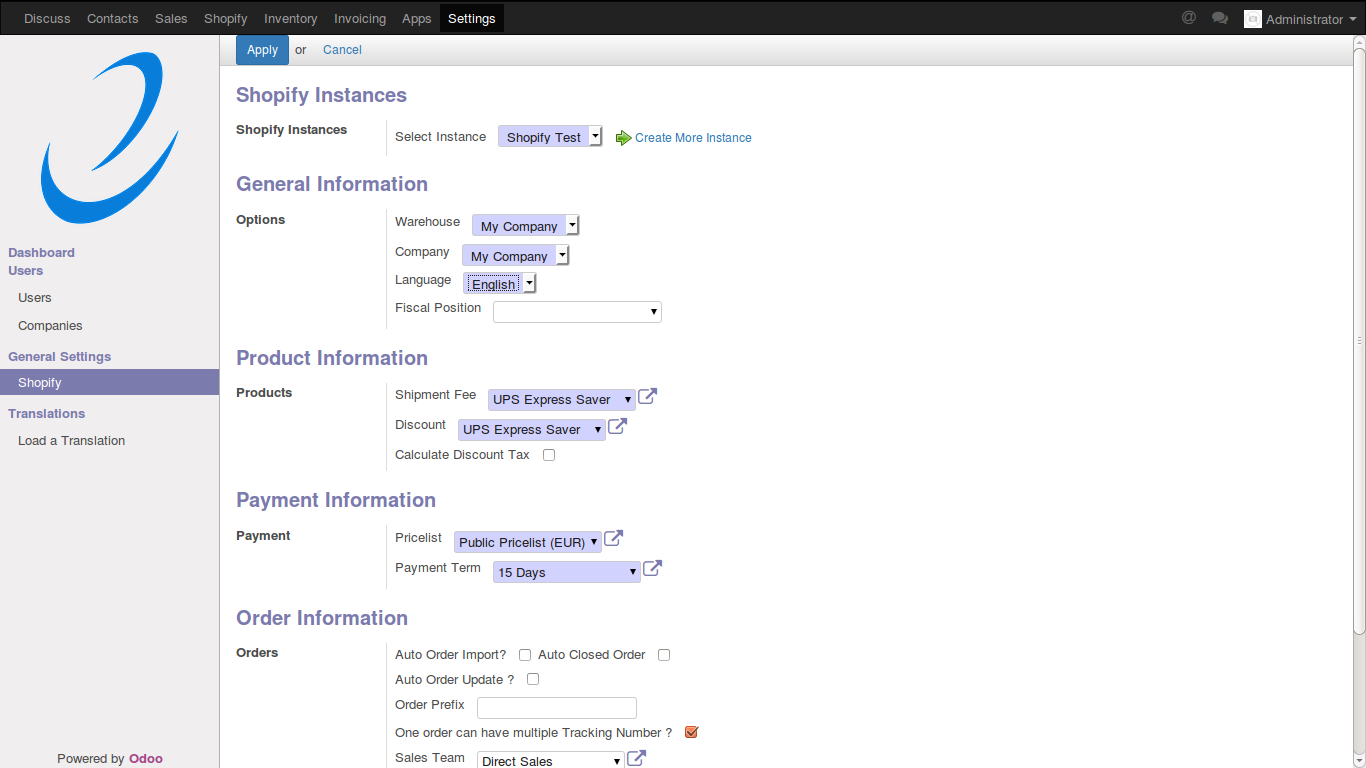 Discuss Contacts Sales Shopify Inventory Invoicing Apps Settings @ Administrator
Apply or Cancel
Dashboard
Users
Users
Companies
General Settings
Shopify
Translations
Load a Translation
Powered by Odoo
Shopify Instances
Shopify Instances Select Instance Shopify Test Create More Instance
General Information
Options Warehouse My Company
Company My Company
Language English
Fiscal Position
Product Information
Products Shipment Fee UPS Express Saver
Discount UPS Express Saver
Calculate Discount Tax
Payment Information
Payment Pricelist Public Pricelist (EUR)
Payment Term 15 Days
Order Information
Orders Auto Order Import? Auto Closed Order
Auto Order Update ?
Order Prefix
One order can have multiple Tracking Number ?
Sales Team Direct Sales